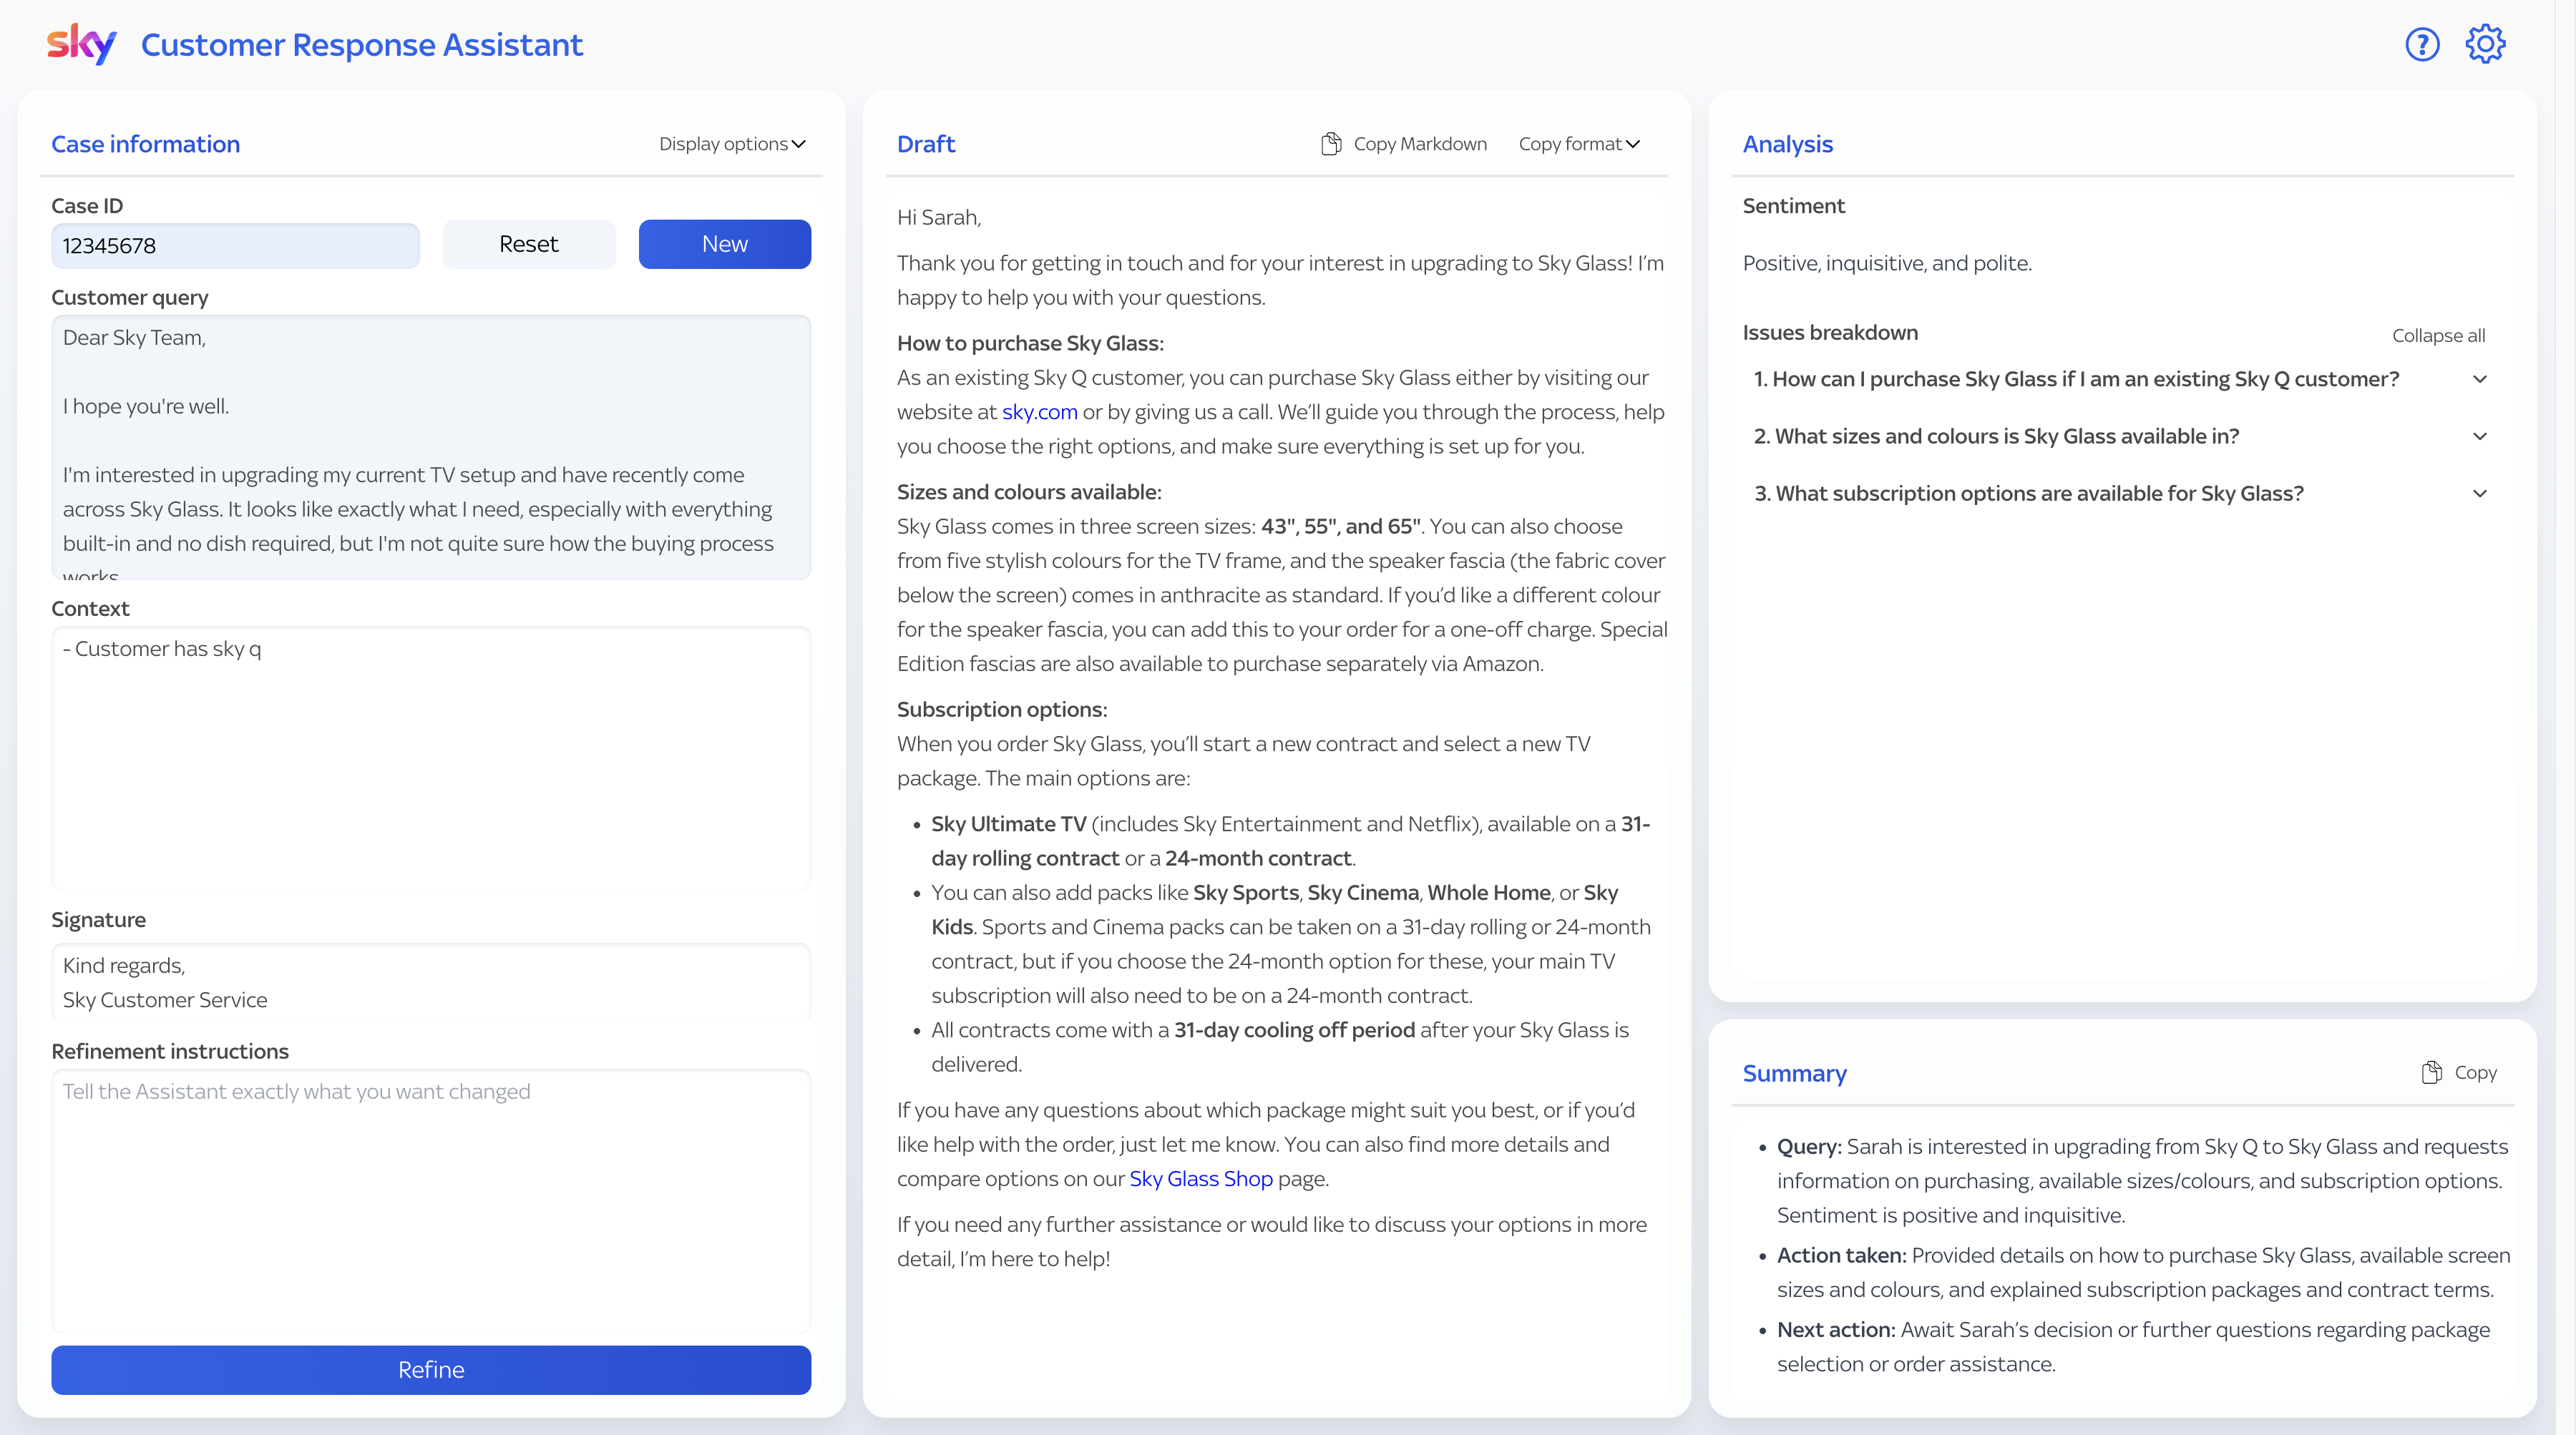 sky Customer Response Assistant
?
Case information
Display options
Case ID
12345678
Reset
New
Customer query
Dear Sky Team,
I hope you're well.
I'm interested in upgrading my current TV setup and have recently come
across Sky Glass. It looks like exactly what I need, especially with everything
built-in and no dish required, but I'm not quite sure how the buying process
works
Context
- Customer has sky q
Signature
Kind regards,
Sky Customer Service
Refinement instructions
Tell the Assistant exactly what you want changed
Refine
Draft
Copy Markdown
Copy format
Hi Sarah,
Thank you for getting in touch and for your interest in upgrading to Sky Glass! I’m
happy to help you with your questions.
How to purchase Sky Glass:
As an existing Sky Q customer, you can purchase Sky Glass either by visiting our
website at sky.com or by giving us a call. We’ll guide you through the process, help
you choose the right options, and make sure everything is set up for you.
Sizes and colours available:
Sky Glass comes in three screen sizes: 43", 55", and 65". You can also choose
from five stylish colours for the TV frame, and the speaker fascia (the fabric cover
below the screen) comes in anthracite as standard. If you’d like a different colour
for the speaker fascia, you can add this to your order for a one-off charge. Special
Edition fascias are also available to purchase separately via Amazon.
Subscription options:
When you order Sky Glass, you’ll start a new contract and select a new TV
package. The main options are:
• Sky Ultimate TV (includes Sky Entertainment and Netflix), available on a 31-
day rolling contract or a 24-month contract.
• You can also add packs like Sky Sports, Sky Cinema, Whole Home, or Sky
Kids. Sports and Cinema packs can be taken on a 31-day rolling or 24-month
contract, but if you choose the 24-month option for these, your main TV
subscription will also need to be on a 24-month contract.
• All contracts come with a 31-day cooling off period after your Sky Glass is
delivered.
If you have any questions about which package might suit you best, or if you’d
like help with the order, just let me know. You can also find more details and
compare options on our Sky Glass Shop page.
If you need any further assistance or would like to discuss your options in more
detail, I’m here to help!
Analysis
Sentiment
Positive, inquisitive, and polite.
Issues breakdown
Collapse all
1. How can I purchase Sky Glass if I am an existing Sky Q customer?
2. What sizes and colours is Sky Glass available in?
3. What subscription options are available for Sky Glass?
Summary
Copy
• Query: Sarah is interested in upgrading from Sky Q to Sky Glass and requests
information on purchasing, available sizes/colours, and subscription options.
Sentiment is positive and inquisitive.
• Action taken: Provided details on how to purchase Sky Glass, available screen
sizes and colours, and explained subscription packages and contract terms.
• Next action: Await Sarah’s decision or further questions regarding package
selection or order assistance.